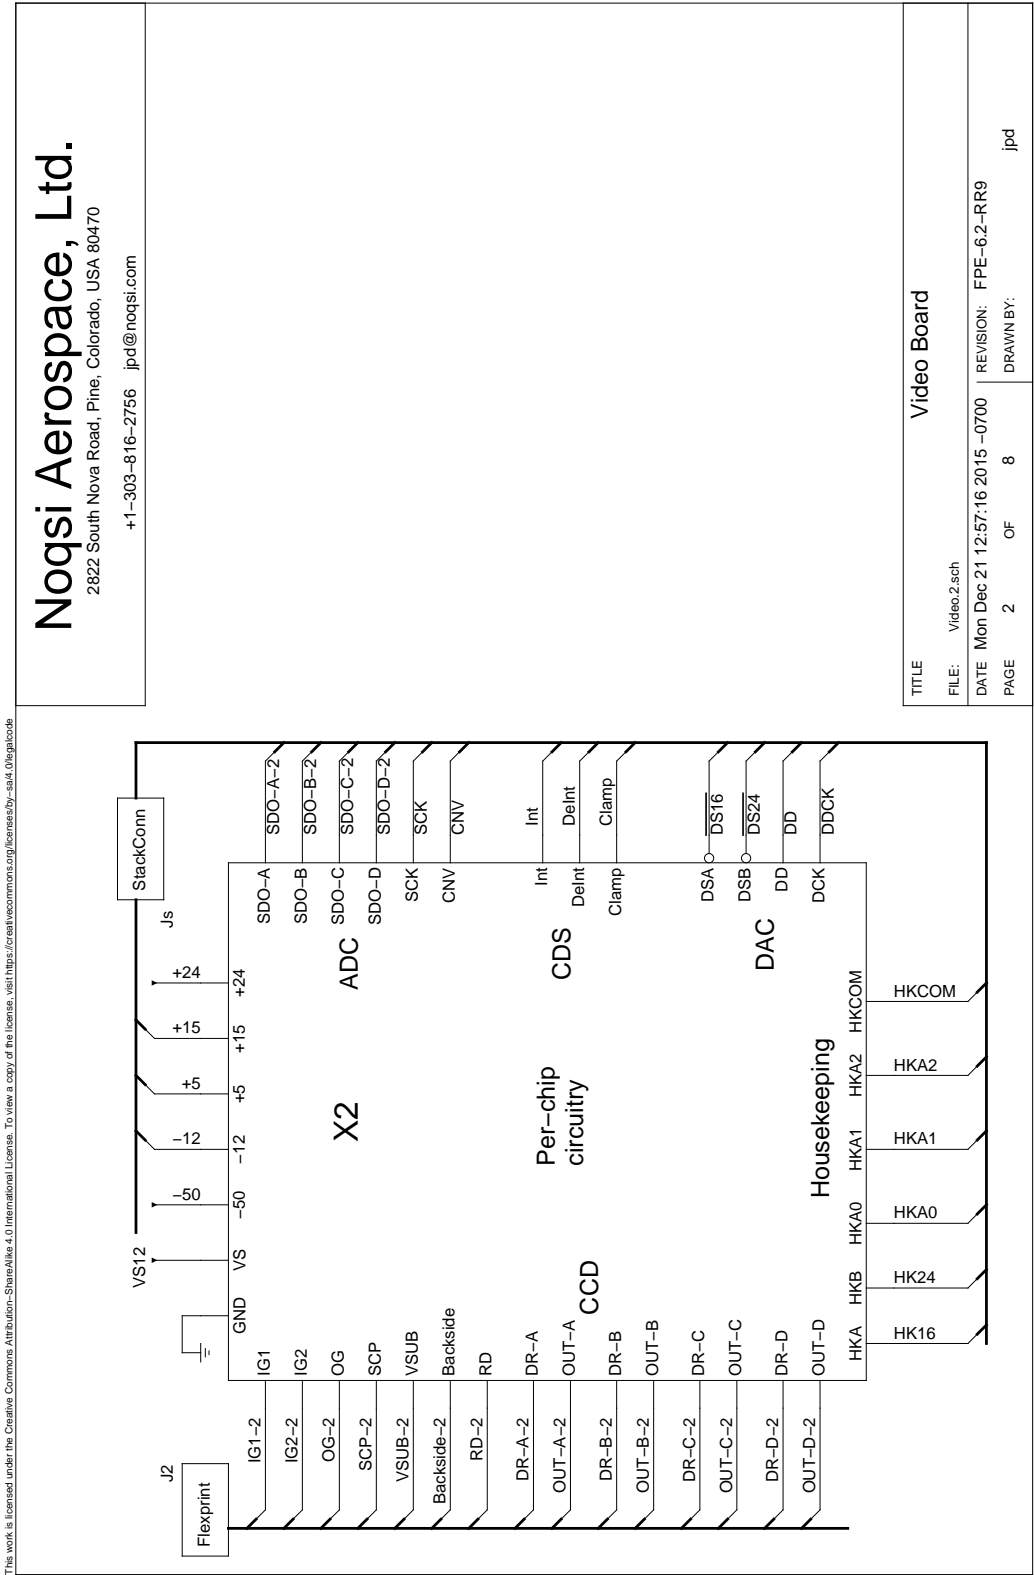 This work is licensed under the Creative Commons Attribution–ShareAlike 4.0 International License. To view a copy of the license, visit https://creativecommons.org/licenses/by–sa/4.0/legalcode
Noqsi Aerospace, Ltd.
2822 South Nova Road, Pine, Colorado, USA 80470
+1–303–816–2756 jpd@noqsi.com
J2
Flexprint
StackConn
Js
VS12
–50
–12
+5
+15
+24
GND
VS
–50
–12
+5
+15
+24
IG1–2
IG2–2
OG–2
SCP–2
VSUB–2
Backside–2
RD–2
DR–A–2
OUT–A–2
DR–B–2
OUT–B–2
DR–C–2
OUT–C–2
DR–D–2
OUT–D–2
IG1
IG2
OG
SCP
VSUB
Backside
RD
DR–A
OUT–A
DR–B
OUT–B
DR–C
OUT–C
DR–D
OUT–D
X2
Per–chip
circuitry
CCD
ADC
CDS
DAC
Housekeeping
SDO–A
SDO–B
SDO–C
SDO–D
SCK
CNV
Int
DeInt
Clamp
DSA
DSB
DD
DCK
SDO–A–2
SDO–B–2
SDO–C–2
SDO–D–2
SCK
CNV
Int
DeInt
Clamp
DS16
DS24
DD
DDCK
HKA
HKB
HKA0
HKA1
HKA2
HKCOM
HK16
HK24
HKA0
HKA1
HKA2
HKCOM
TITLE
Video Board
FILE: Video.2.sch
DATE Mon Dec 21 12:57:16 2015 –0700
REVISION: FPE–6.2–RR9
PAGE 2 OF 8
DRAWN BY: jpd